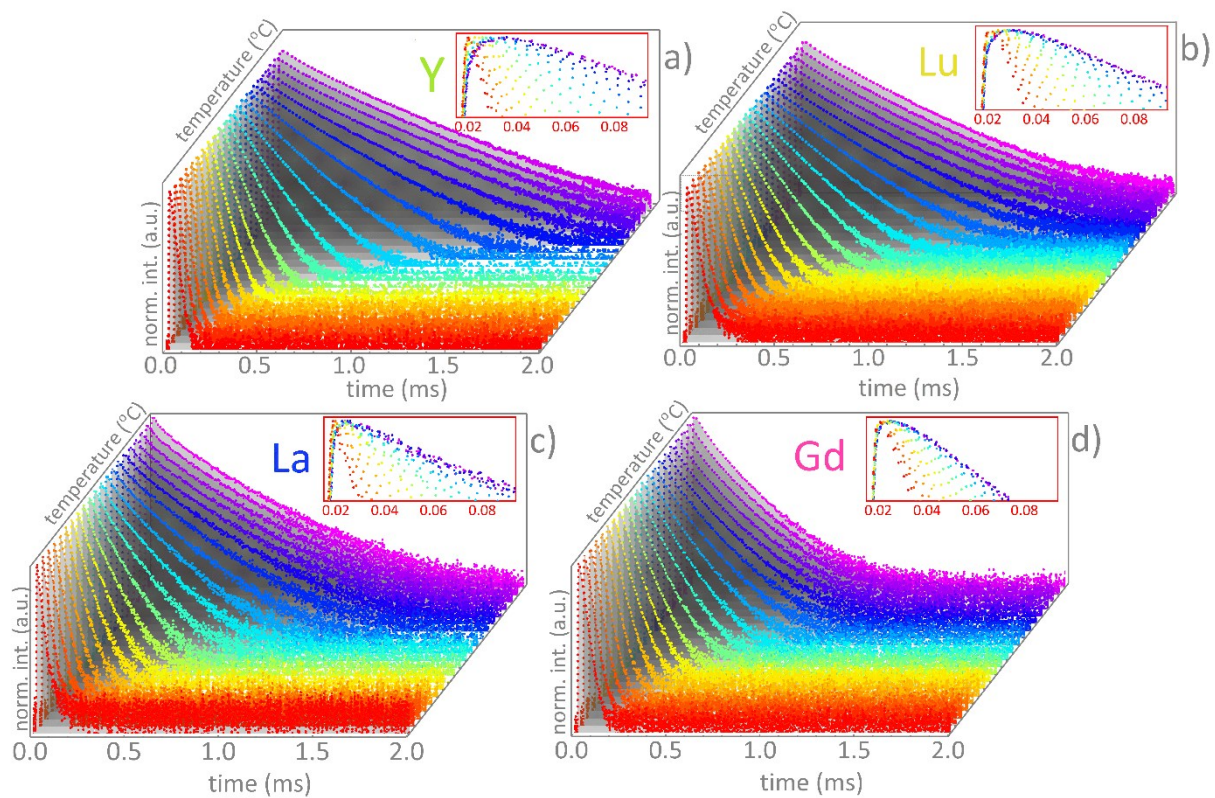 temperature (°C)
Y
a)
0.02 0.04 0.06 0.08
norm. int. (a.u.)
0.0 0.5 1.0 1.5 2.0
time (ms)
temperature (°C)
Lu
b)
0.02 0.04 0.06 0.08
norm. int. (a.u.)
0.0 0.5 1.0 1.5 2.0
time (ms)
temperature (°C)
La
c)
0.02 0.04 0.06 0.08
norm. int. (a.u.)
0.0 0.5 1.0 1.5 2.0
time (ms)
temperature (°C)
Gd
d)
0.02 0.04 0.06 0.08
norm. int. (a.u.)
0.0 0.5 1.0 1.5 2.0
time (ms)